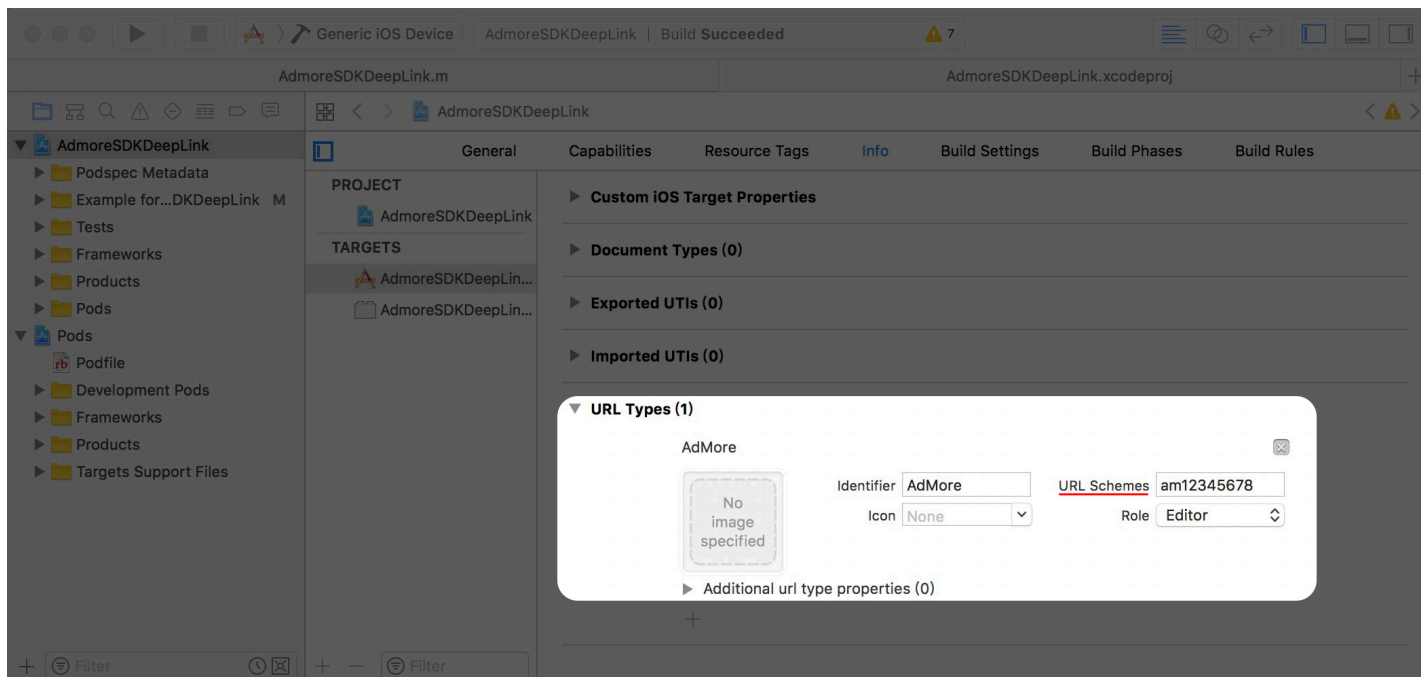 Generic iOS Device
AdmoreSDKDeepLink | Build Succeeded
7
AdmoreSDKDeepLink.m
AdmoreSDKDeepLink.xcodeproj
AdmoreSDKDeepLink
AdmoreSDKDeepLink
Podspec Metadata
Example for...DKDeepLink M
Tests
Frameworks
Products
Pods
Pods
rb Podfile
Development Pods
Frameworks
Products
Targets Support Files
Filter
General Capabilities Resource Tags Info Build Settings Build Phases Build Rules
PROJECT
AdmoreSDKDeepLink
TARGETS
AdmoreSDKDeepLin...
AdmoreSDKDeepLin...
Filter
Custom iOS Target Properties
Document Types (0)
Exported UTIs (0)
Imported UTIs (0)
URL Types (1)
AdMore
No
image
specified
Identifier AdMore
URL Schemes am12345678
Icon None
Role Editor
Additional url type properties (0)